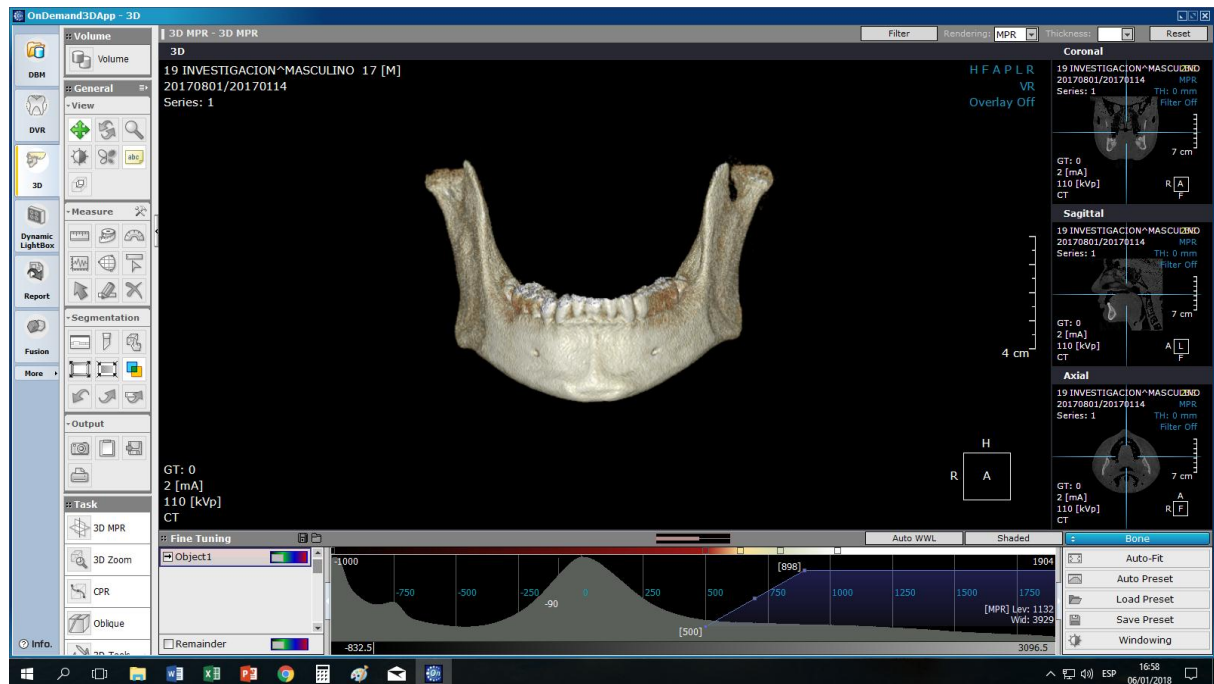 OnDemand3DApp - 3D
DBM
DVR
3D
Dynamic
LightBox
Report
Fusion
More
Info.
Volume
Volume
General
View
abc
Measure
Segmentation
Output
Task
3D MPR
3D Zoom
CPR
Oblique
3D MPR - 3D MPR
Filter
Rendering: MPR
Thickness:
Reset
3D
19 INVESTIGACION^MASCULINO 17 [M]
20170801/20170114
Series: 1
H F A P L R
VR
Overlay Off
4 cm
H
R A
GT: 0
2 [mA]
110 [kVp]
CT
Coronal
19 INVESTIGACION^MASCULINO
20170801/20170114 MPR
Series: 1 TH: 0 mm
Filter Off
7 cm
GT: 0
2 [mA]
110 [kVp] R A
CT F
Sagittal
19 INVESTIGACION^MASCULINO
20170801/20170114 MPR
Series: 1 TH: 0 mm
Filter Off
7 cm
GT: 0
2 [mA]
110 [kVp] A L
CT F
Axial
19 INVESTIGACION^MASCULINO
20170801/20170114 MPR
Series: 1 TH: 0 mm
Filter Off
7 cm
GT: 0
2 [mA] A
110 [kVp] R F
CT
Fine Tuning
Auto WWL
Shaded
Bone
Object1
Remainder
-1000 [898] 1904
-750 -500 -250 0 250 500 750 1000 1250 1500 1750
-90
[MPR] Lev: 1132
Wid: 3929
[500]
-832.5 3096.5
Auto-Fit
Auto Preset
Load Preset
Save Preset
Windowing
ESP
16:58
06/01/2018